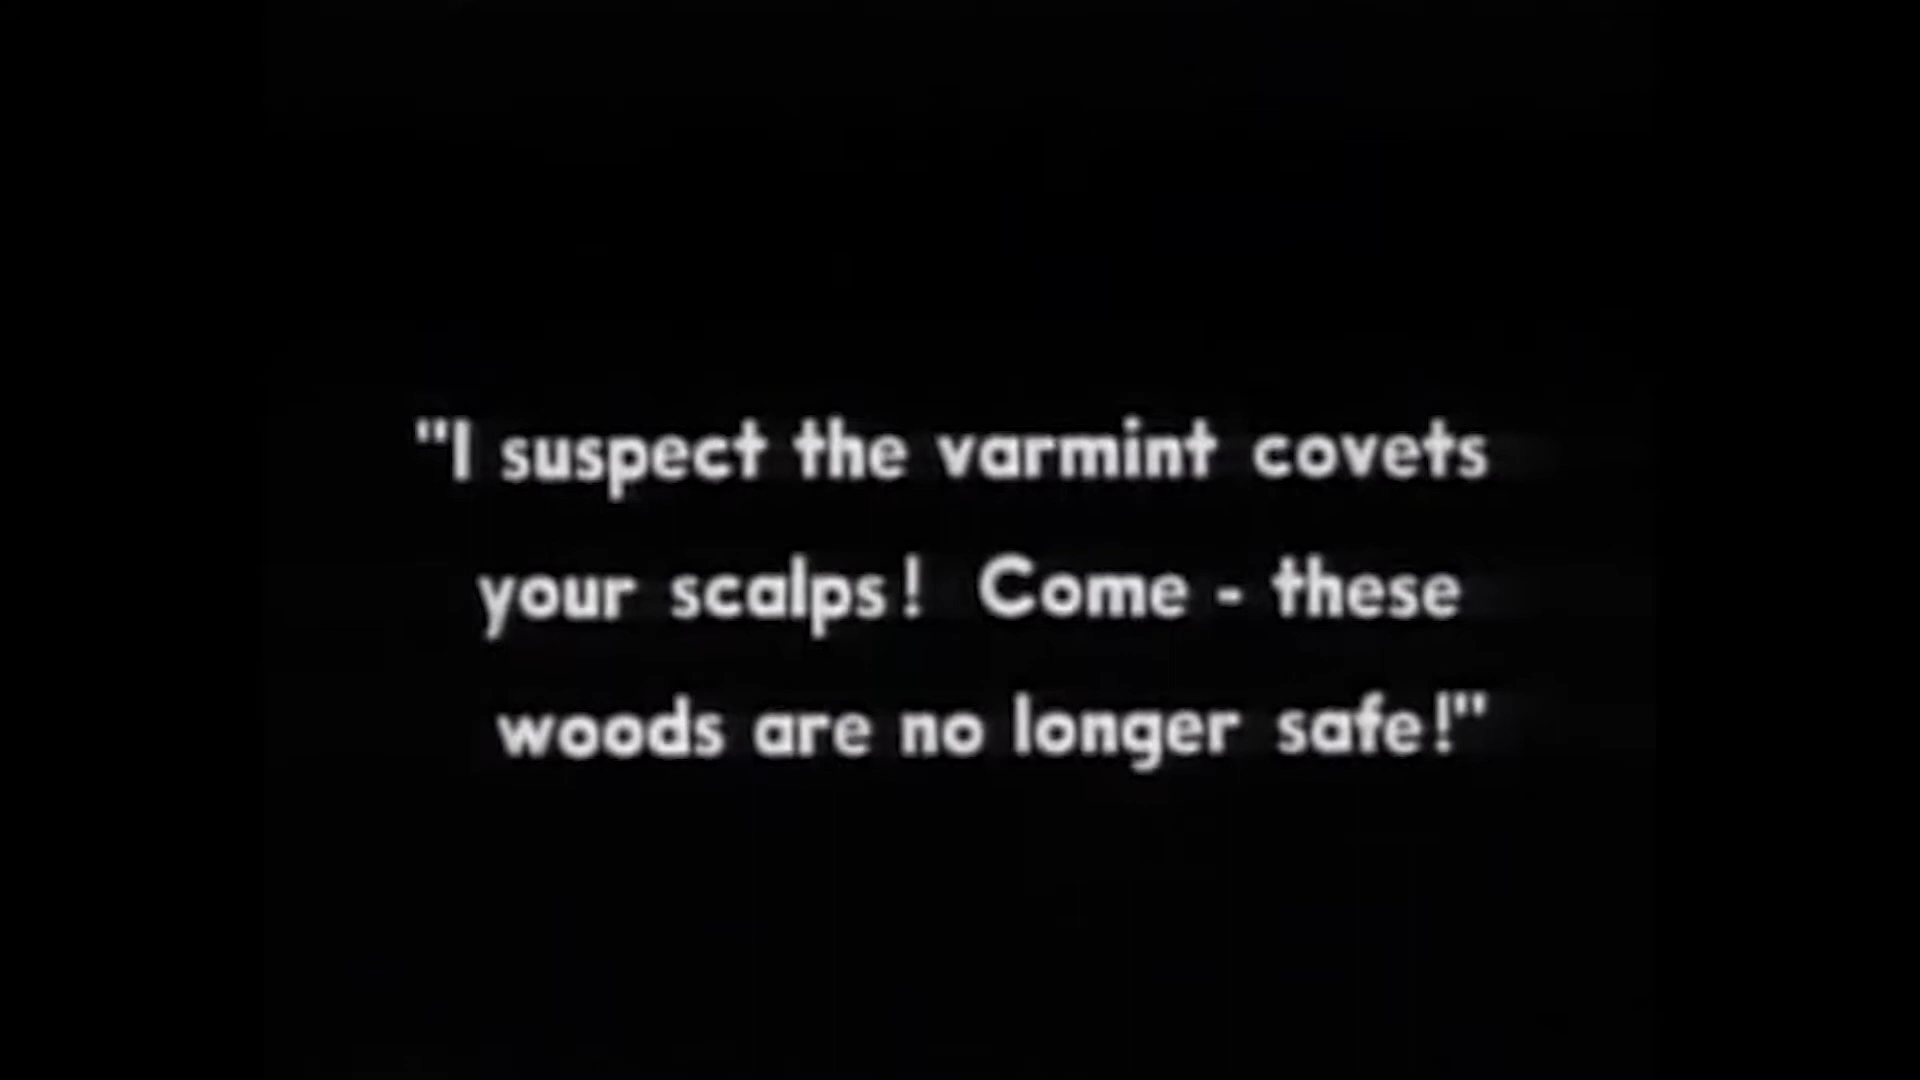 "I suspect the varmint covets
your scalps! Come - these
woods are no longer safe!"